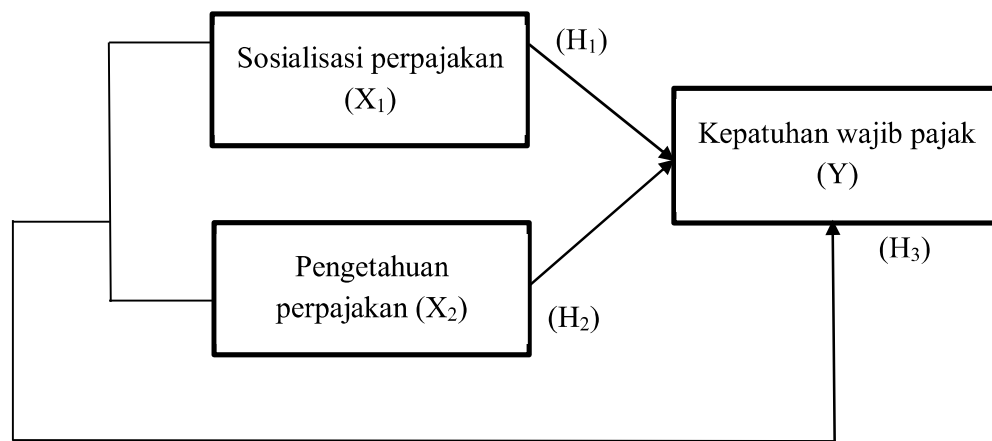 Sosialisasi perpajakan
(X₁)
(H₁)
Kepatuhan wajib pajak
(Y)
Pengetahuan
perpajakan (X₂)
(H₂)
(H₃)